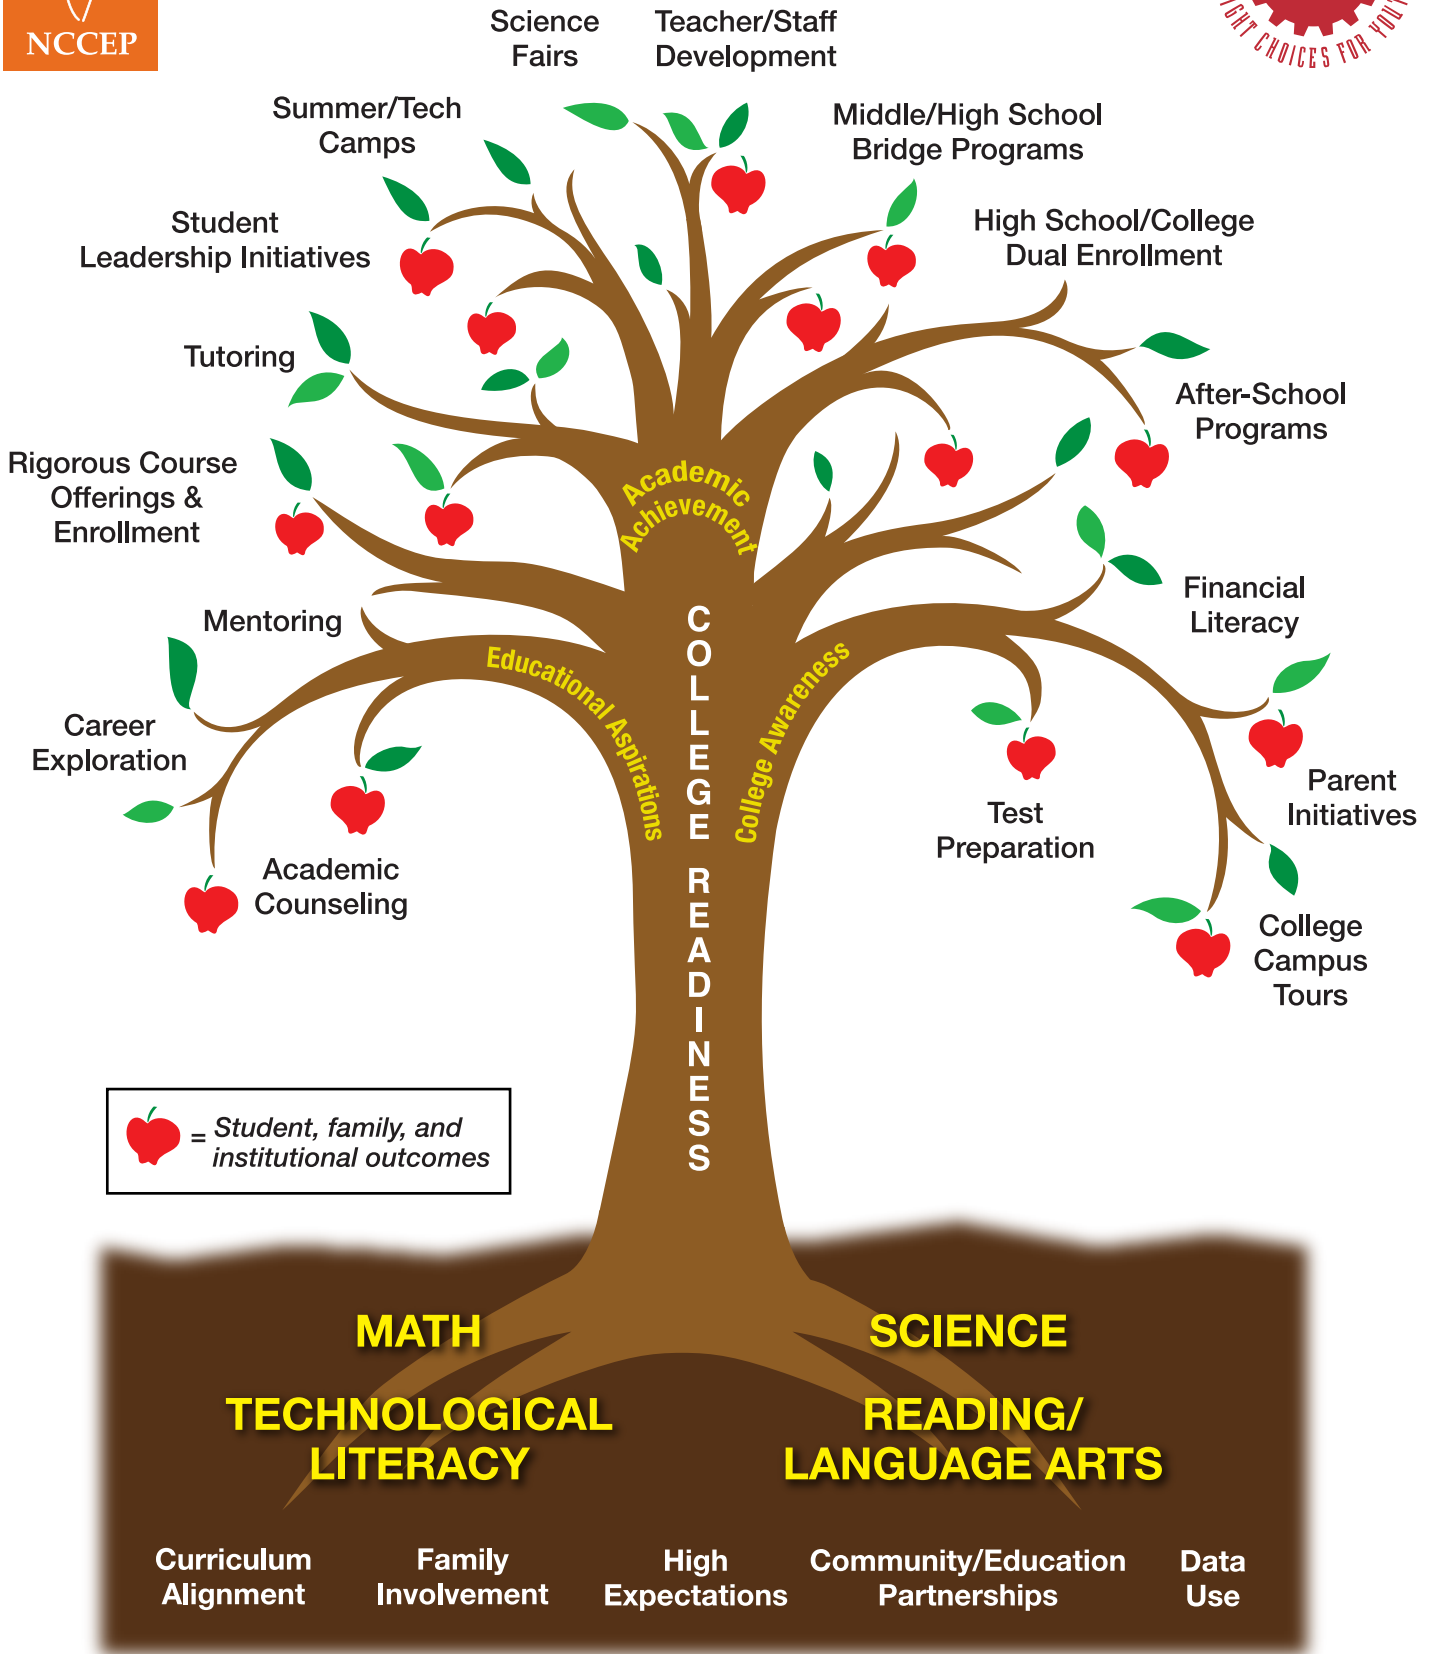 NCCEP
Science
Fairs
Teacher/Staff
Development
CHOICES FOR
Summer/Tech
Camps
Middle/High School
Bridge Programs
Student
Leadership Initiatives
High School/College
Dual Enrollment
Tutoring
After-School
Programs
Rigorous Course
Offerings &
Enrollment
Academic
Achievement
Mentoring
Financial
Literacy
Educational Aspirations
College Awareness
COLLEGE READINESS
Career
Exploration
Parent
Initiatives
Test
Preparation
Academic
Counseling
College
Campus
Tours
= Student, family, and
institutional outcomes
MATH
SCIENCE
TECHNOLOGICAL
LITERACY
READING/
LANGUAGE ARTS
Curriculum
Alignment
Family
Involvement
High
Expectations
Community/Education
Partnerships
Data
Use